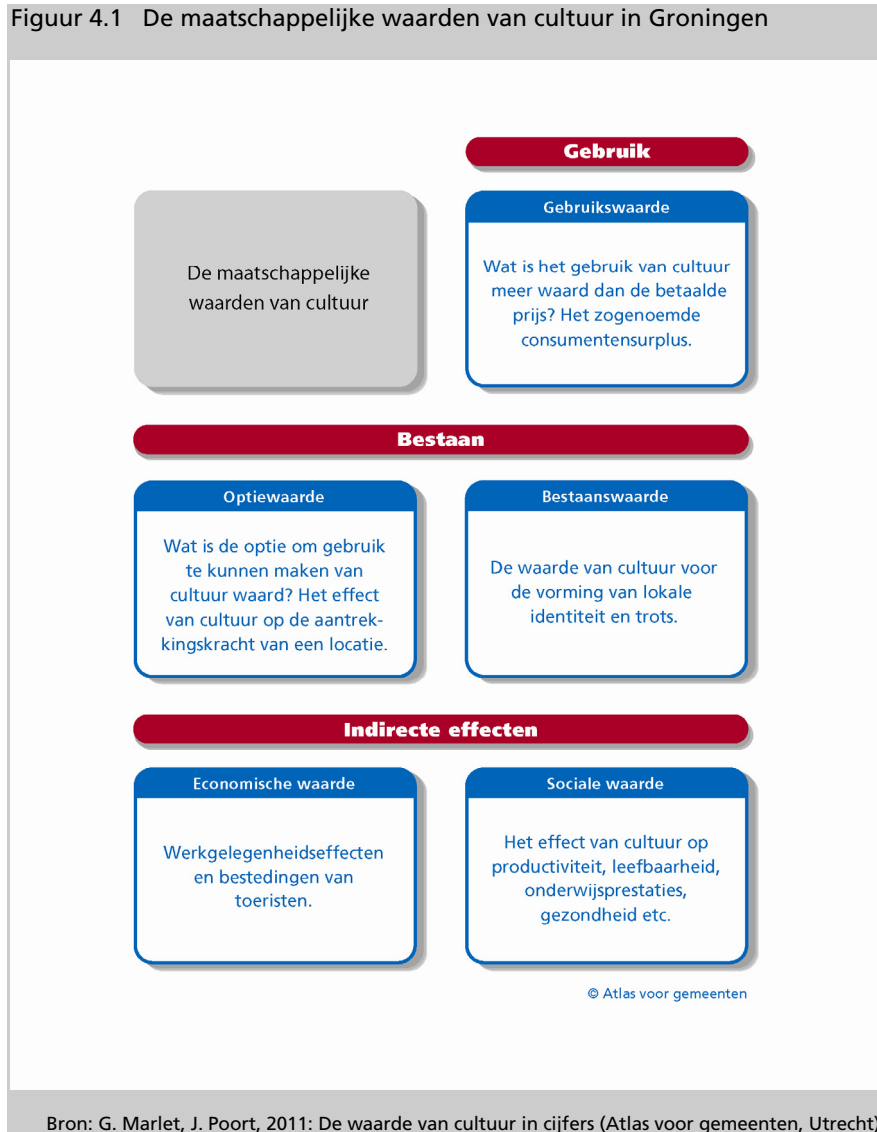 Figuur 4.1 De maatschappelijke waarden van cultuur in Groningen
Gebruik
De maatschappelijke
waarden van cultuur
Gebruikswaarde
Wat is het gebruik van cultuur
meer waard dan de betaalde
prijs? Het zogenoemde
consumentensurplus.
Bestaan
Optiewaarde
Wat is de optie om gebruik
te kunnen maken van
cultuur waard? Het effect
van cultuur op de aantrek-
kingskracht van een locatie.
Bestaanswaarde
De waarde van cultuur voor
de vorming van lokale
identiteit en trots.
Indirecte effecten
Economische waarde
Werkgelegenheidseffecten
en bestedingen van
toeristen.
Sociale waarde
Het effect van cultuur op
productiviteit, leefbaarheid,
onderwijsprestaties,
gezondheid etc.
© Atlas voor gemeenten
Bron: G. Marlet, J. Poort, 2011: De waarde van cultuur in cijfers (Atlas voor gemeenten, Utrecht)